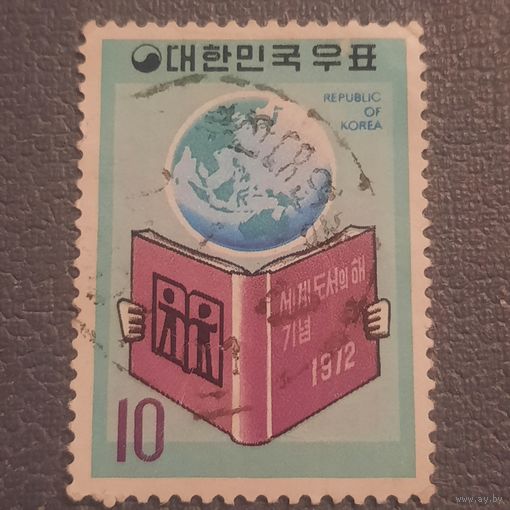 대한민국우표
REPUBLIC
OF
KOREA
세계 도서의 해
기념
1972
10
www.ay.by